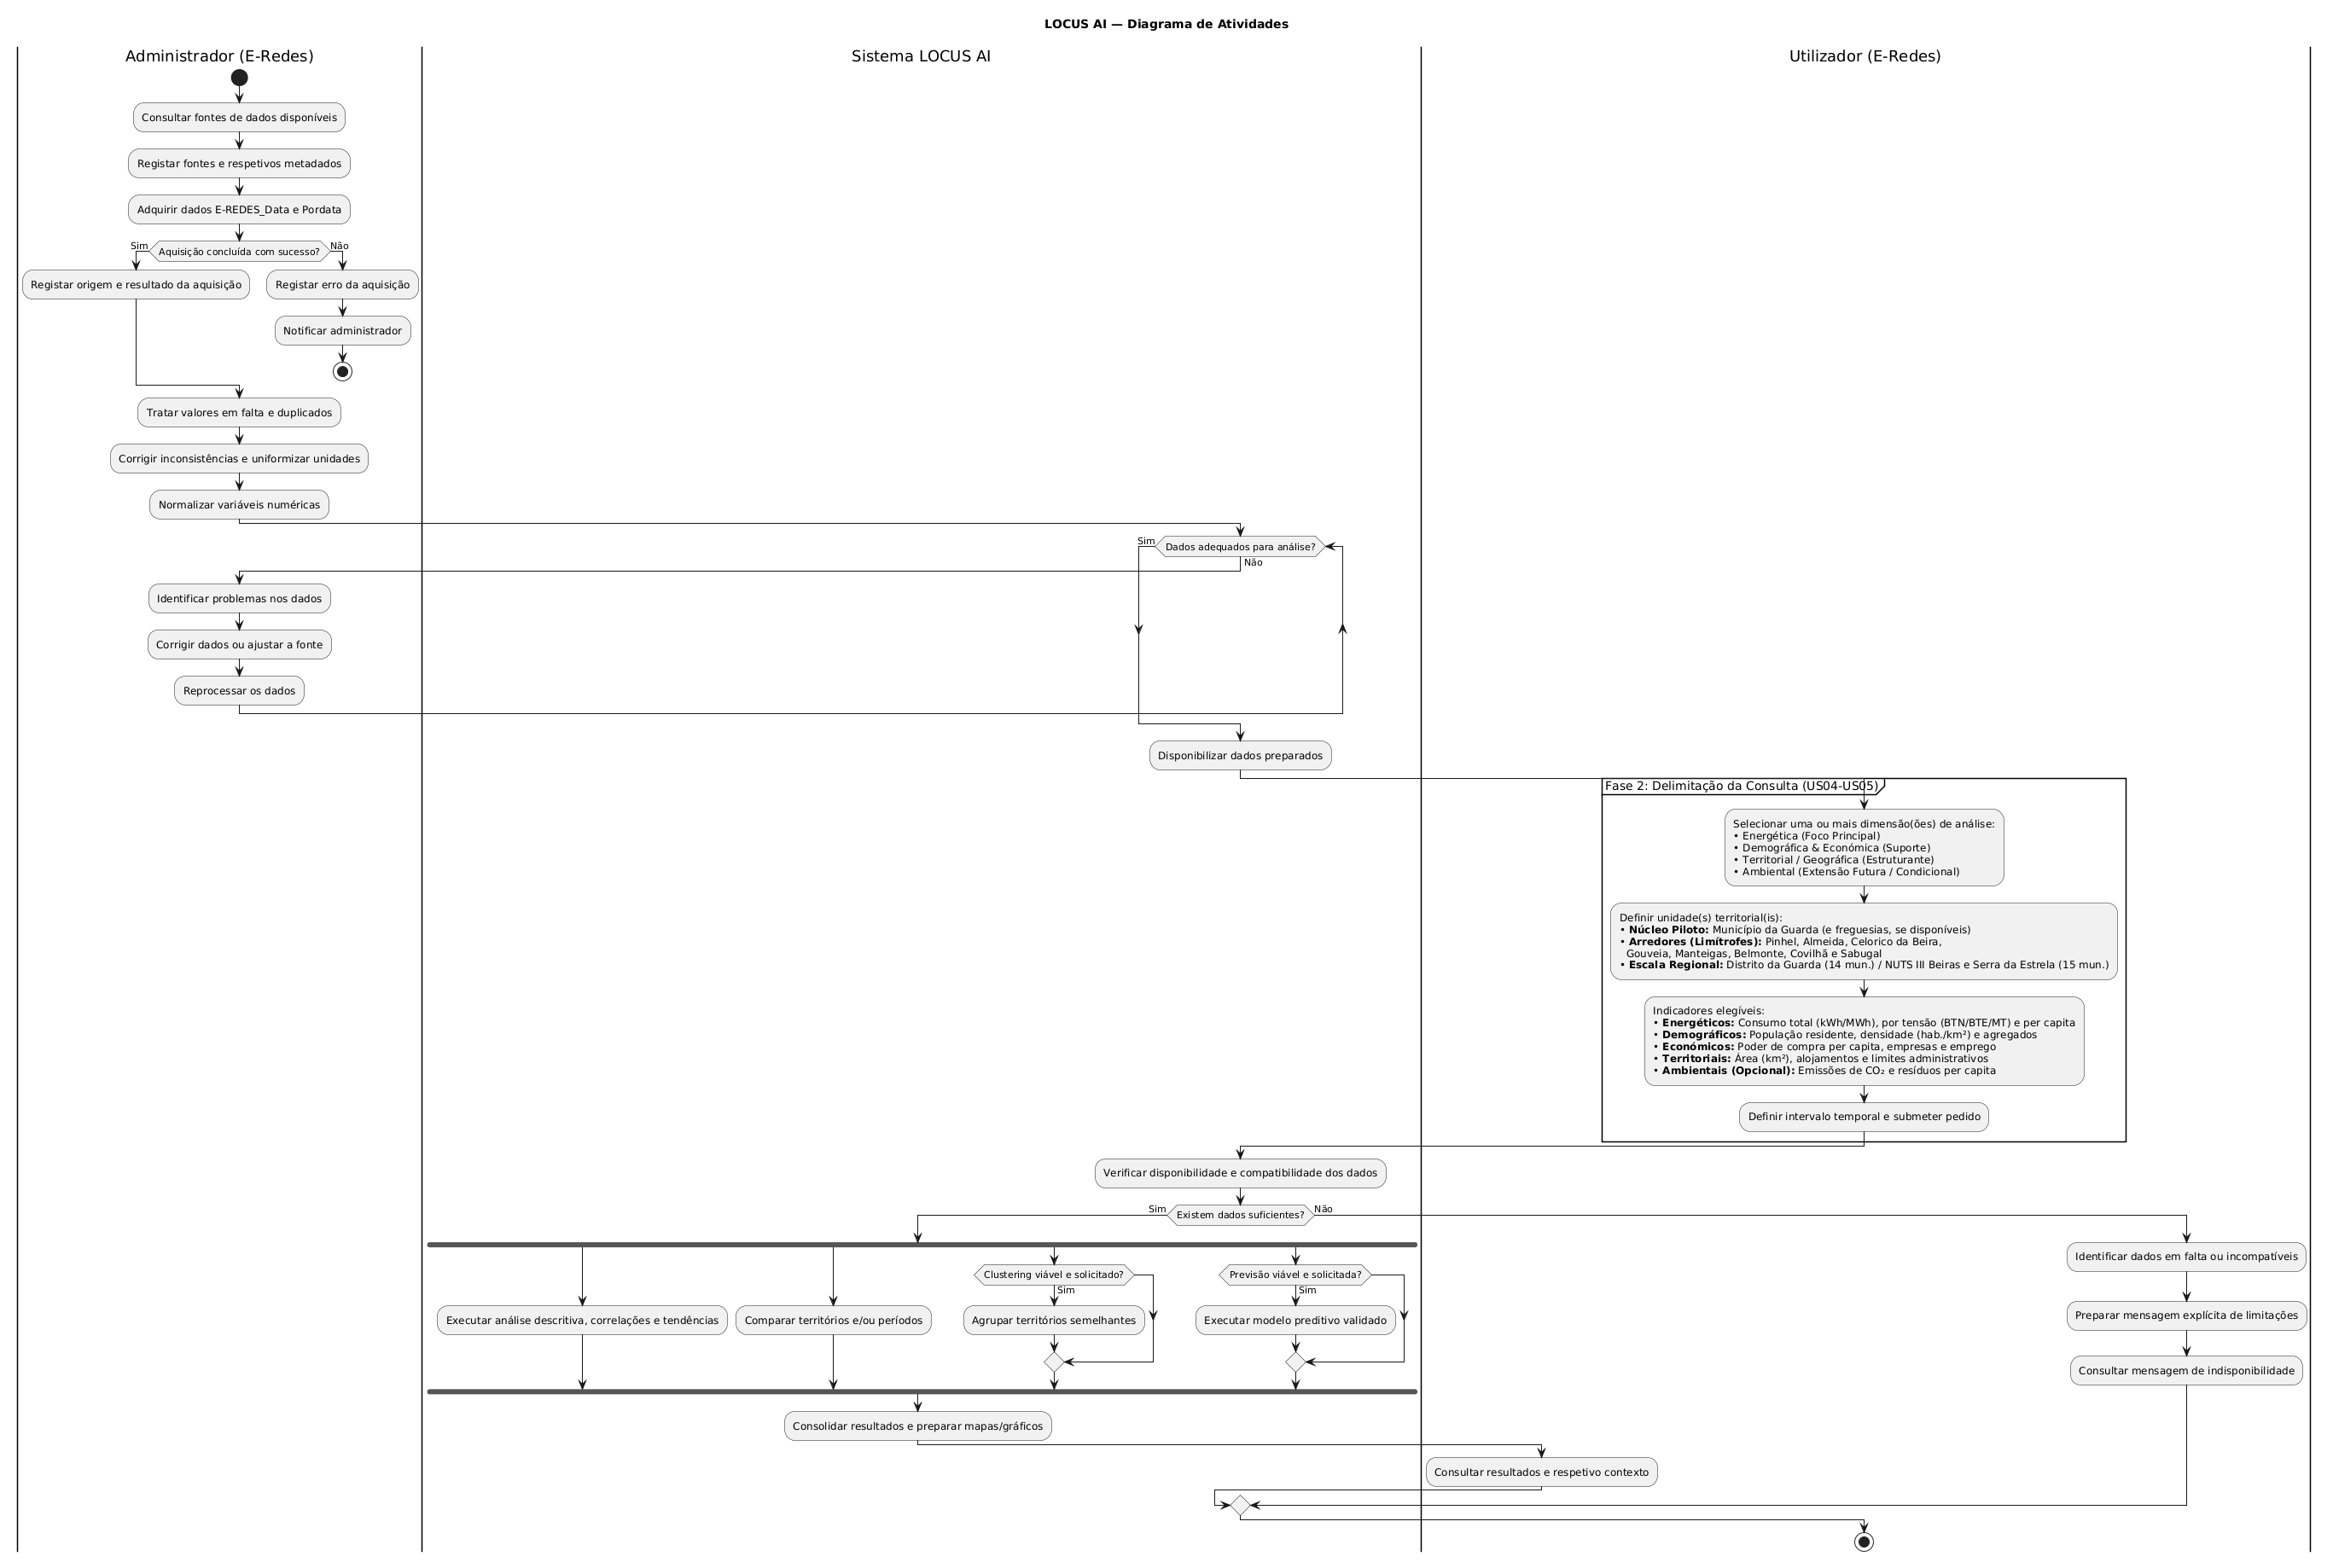 LOCUS AI — Diagrama de Atividades
Administrador (E-Redes)
Sistema LOCUS AI
Utilizador (E-Redes)
Consultar fontes de dados disponíveis
Registar fontes e respetivos metadados
Adquirir dados E-REDES_Data e Pordata
Sim
Aquisição concluída com sucesso?
Não
Registar origem e resultado da aquisição
Registar erro da aquisição
Notificar administrador
Tratar valores em falta e duplicados
Corrigir inconsistências e uniformizar unidades
Normalizar variáveis numéricas
Sim
Dados adequados para análise?
Não
Identificar problemas nos dados
Corrigir dados ou ajustar a fonte
Reprocessar os dados
Disponibilizar dados preparados
Fase 2: Delimitação da Consulta (US04-US05)
Selecionar uma ou mais dimensão(ões) de análise:
• Energética (Foco Principal)
• Demográfica & Económica (Suporte)
• Territorial / Geográfica (Estruturante)
• Ambiental (Extensão Futura / Condicional)
Definir unidade(s) territorial(is):
• Núcleo Piloto: Município da Guarda (e freguesias, se disponíveis)
• Arredores (Limítrofes): Pinhel, Almeida, Celorico da Beira,
Gouveia, Manteigas, Belmonte, Covilhã e Sabugal
• Escala Regional: Distrito da Guarda (14 mun.) / NUTS III Beiras e Serra da Estrela (15 mun.)
Indicadores elegíveis:
• Energéticos: Consumo total (kWh/MWh), por tensão (BTN/BTE/MT) e per capita
• Demográficos: População residente, densidade (hab./km²) e agregados
• Económicos: Poder de compra per capita, empresas e emprego
• Territoriais: Área (km²), alojamentos e limites administrativos
• Ambientais (Opcional): Emissões de CO₂ e resíduos per capita
Definir intervalo temporal e submeter pedido
Verificar disponibilidade e compatibilidade dos dados
Sim
Existem dados suficientes?
Não
Identificar dados em falta ou incompatíveis
Clustering viável e solicitado?
Previsão viável e solicitada?
Sim
Sim
Executar análise descritiva, correlações e tendências
Comparar territórios e/ou períodos
Agrupar territórios semelhantes
Executar modelo preditivo validado
Preparar mensagem explícita de limitações
Consultar mensagem de indisponibilidade
Consolidar resultados e preparar mapas/gráficos
Consultar resultados e respetivo contexto